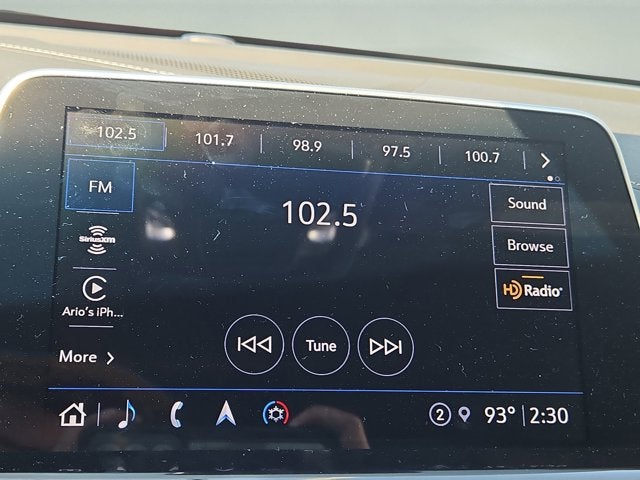 102.5 101.7 98.9 97.5 100.7
FM
102.5
Sound
SiriusXM
Browse
Ario's iPh...
HD Radio®
More
Tune
2 93° 2:30